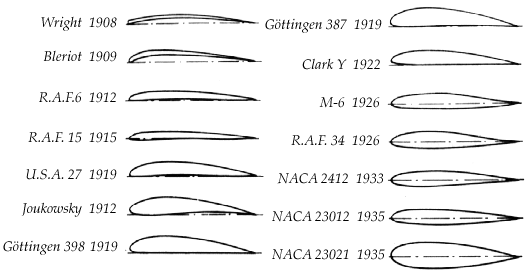 Wright 1908
Bleriot 1909
R.A.F.6 1912
R.A.F. 15 1915
U.S.A. 27 1919
Joukowsky 1912
Göttingen 398 1919
Göttingen 387 1919
Clark Y 1922
M-6 1926
R.A.F. 34 1926
NACA 2412 1933
NACA 23012 1935
NACA 23021 1935